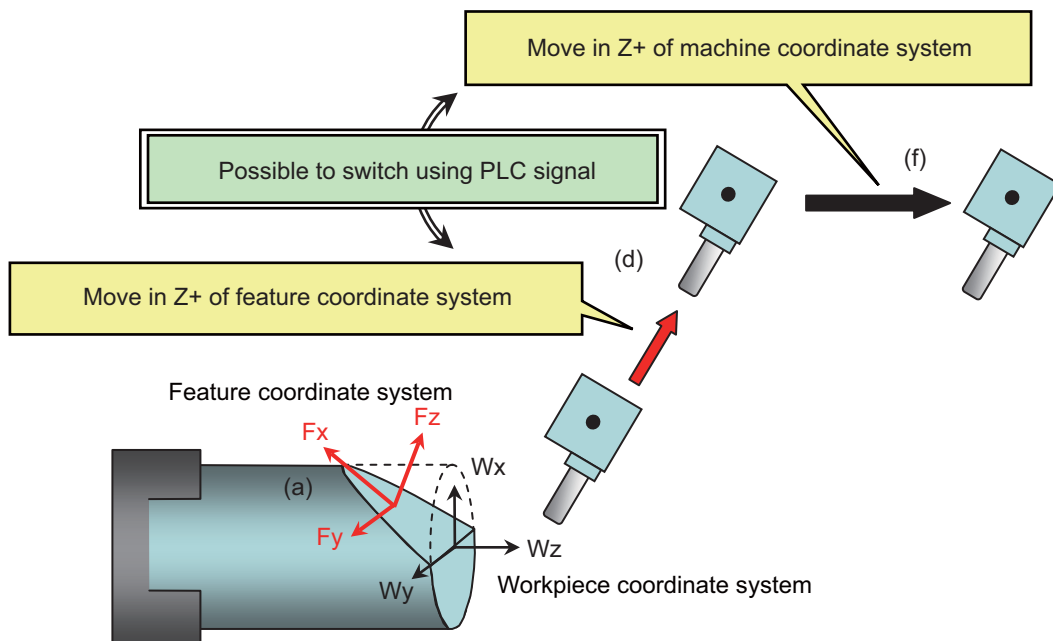 Move in Z+ of machine coordinate system
Possible to switch using PLC signal
(f)
(d)
Move in Z+ of feature coordinate system
Feature coordinate system
Fz
Fx
Wx
(a)
Fy
Wz
Wy
Workpiece coordinate system